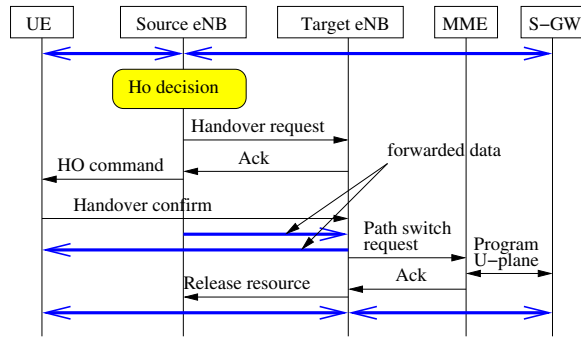 UE Source eNB Target eNB MME S-GW
Ho decision
Handover request
Ack forwarded data
HO command
Handover confirm
Path switch
request
Program
U-plane
Ack
Release resource